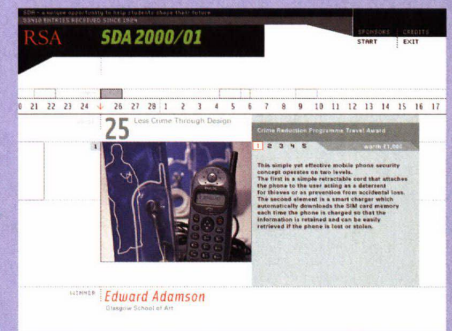 SDA – a unique opportunity to help students shape their future
ENTRIES RECEIVED SINCE 1924
RSA
SDA 2000/01
SPONSORS CREDITS
START EXIT
21 22 23 24 26 27 28 1 2 3 4 5 6 7 8 9 10 11 12 13 14 15 16 17
25 Less Crime Through Design
Crime Reduction Programme Travel Award
1
1 2 3 4 5
worth £1,500
This simple yet effective mobile phone security
concept operates on two levels.
The first is a simple retractable cord that attaches
the phone to the user acting as a deterrent
for thieves or as prevention from accidental loss.
The second element is a smart charger which
automatically downloads the SIM card memory
each time the phone is charged so that the
information is retained and can be easily
retrieved if the phone is lost or stolen.
WINNER Edward Adamson
Glasgow School of Art